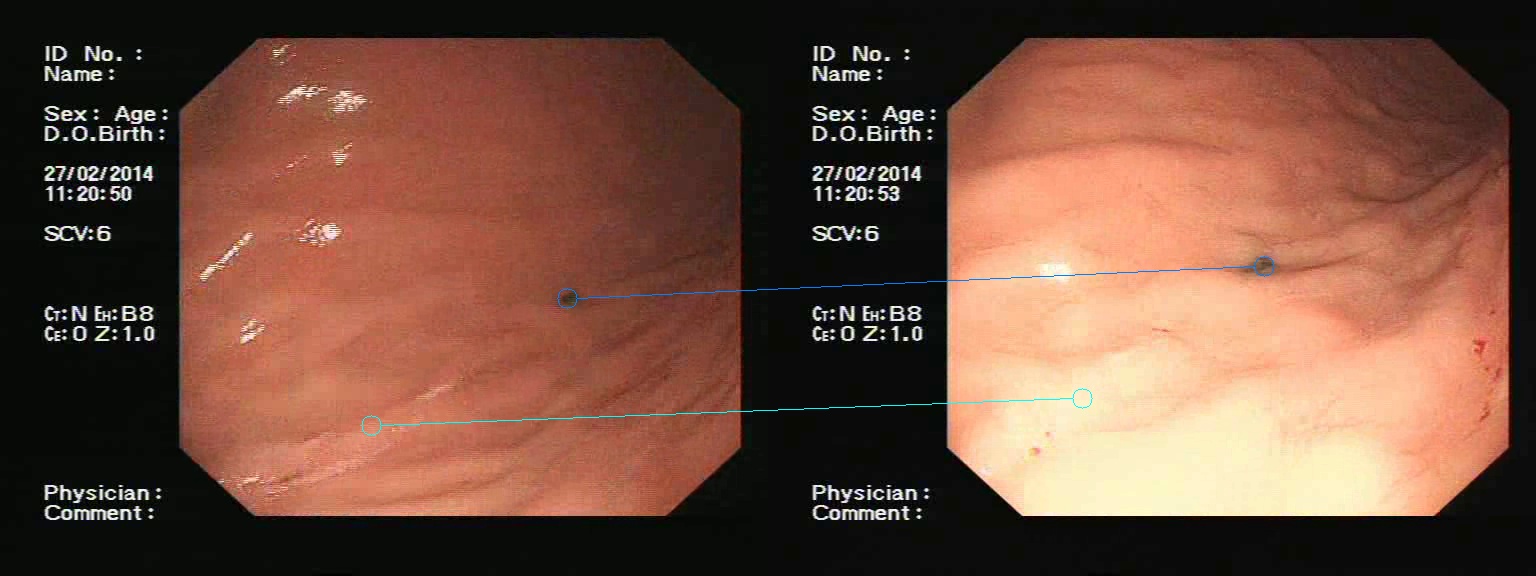 ID No. :
Name :
Sex : Age :
D.O.Birth :
27/02/2014
11:20:50
SCV:6
CT:N EH:B8
CE:0 Z:1.0
Physician :
Comment :
ID No. :
Name :
Sex : Age :
D.O.Birth :
27/02/2014
11:20:53
SCV:6
CT:N EH:B8
CE:0 Z:1.0
Physician :
Comment :